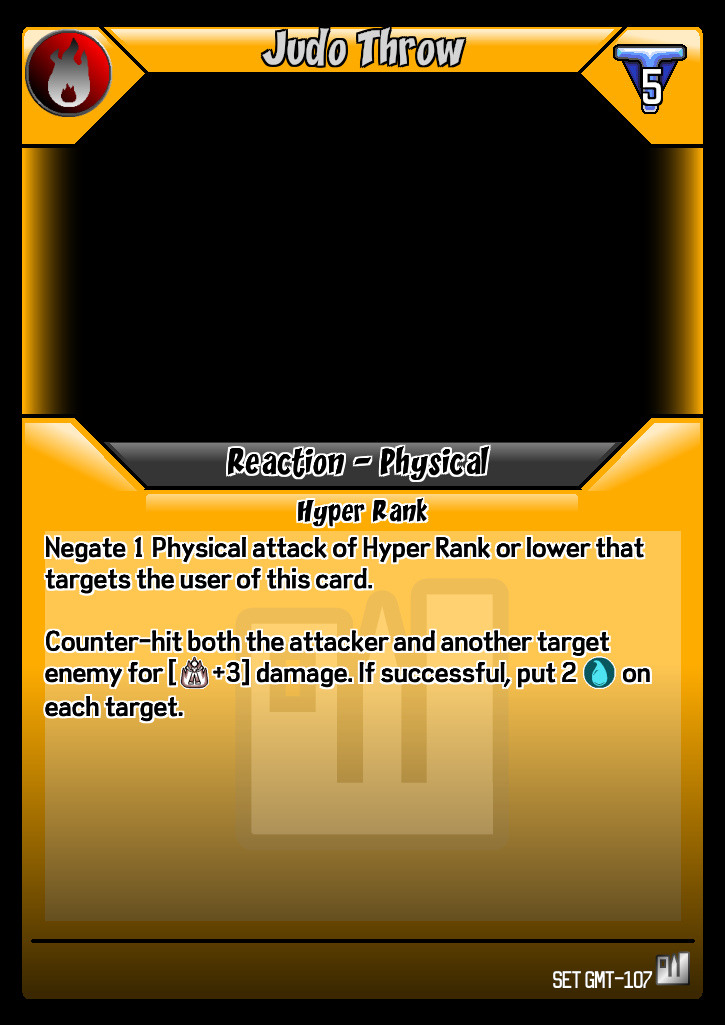 Judo Throw
5
Reaction - Physical
Hyper Rank
Negate 1 Physical attack of Hyper Rank or lower that
targets the user of this card.
Counter-hit both the attacker and another target
enemy for [ +3] damage. If successful, put 2 on
each target.
SET GMT-107